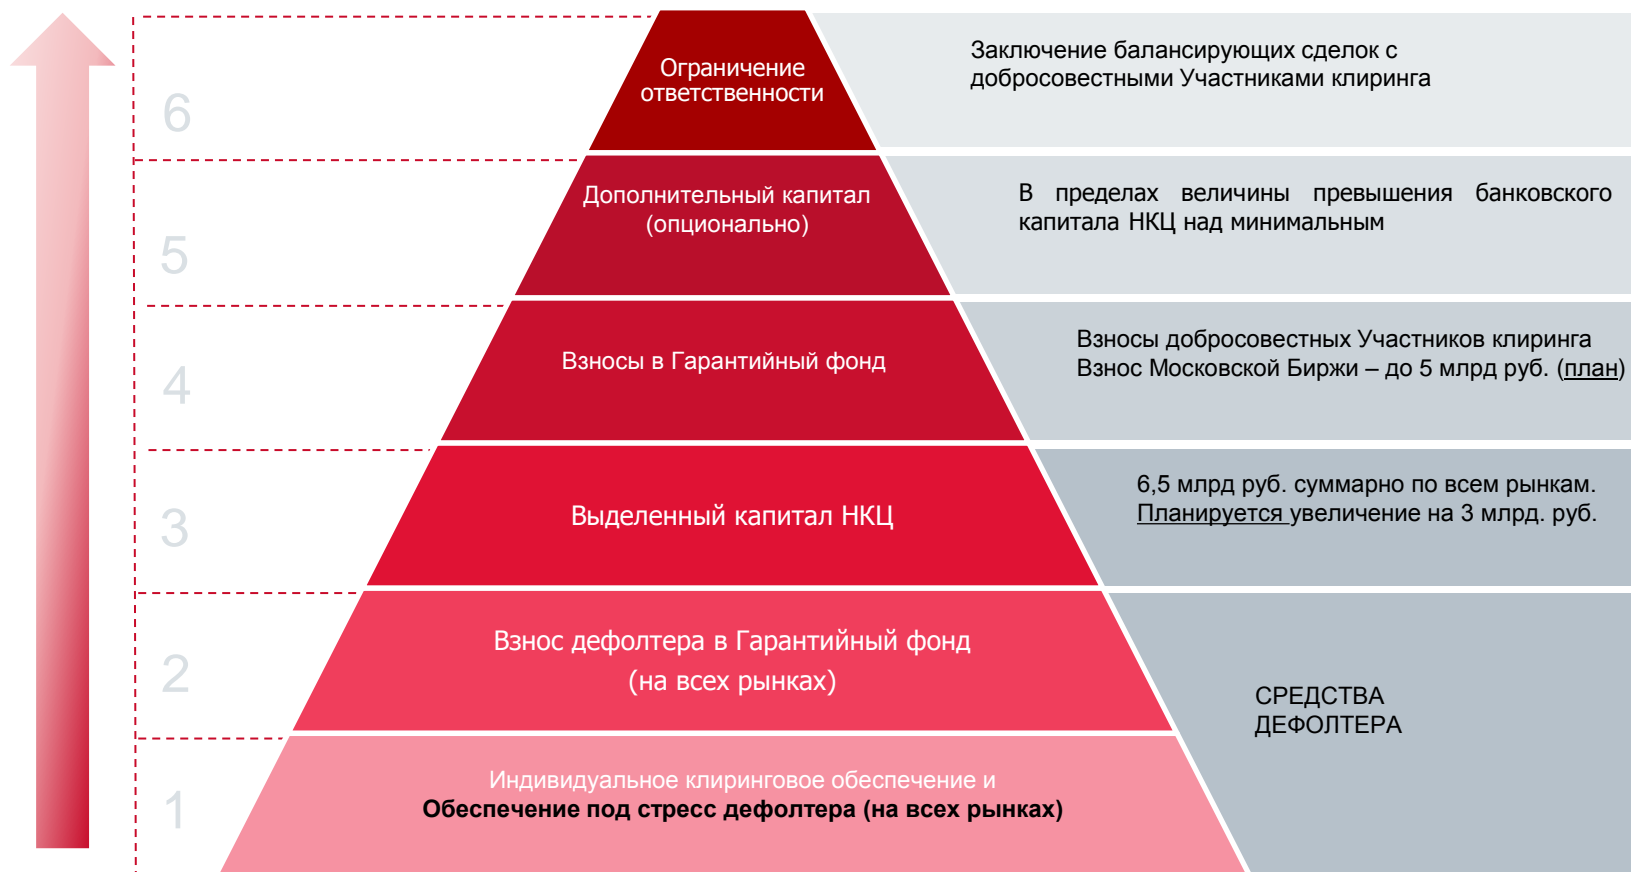 6
Ограничение
ответственности
Заключение балансирующих сделок с
добросовестными Участниками клиринга
5
Дополнительный капитал
(опционально)
В пределах величины превышения банковского
капитала НКЦ над минимальным
4
Взносы в Гарантийный фонд
Взносы добросовестных Участников клиринга
Взнос Московской Биржи – до 5 млрд руб. (план)
3
Выделенный капитал НКЦ
6,5 млрд руб. суммарно по всем рынкам.
Планируется увеличение на 3 млрд. руб.
2
Взнос дефолтера в Гарантийный фонд
(на всех рынках)
СРЕДСТВА
ДЕФОЛТЕРА
1
Индивидуальное клиринговое обеспечение и
Обеспечение под стресс дефолтера (на всех рынках)